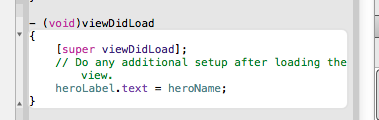 - (void)viewDidLoad
{
[super viewDidLoad];
// Do any additional setup after loading the
view.
heroLabel.text = heroName;
}